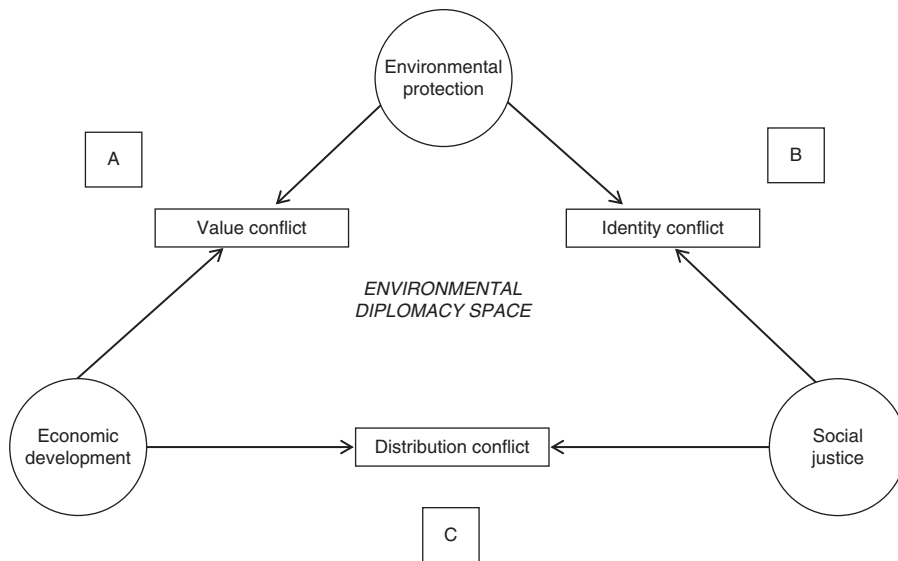 Environmental
protection
A
B
Value conflict
Identity conflict
ENVIRONMENTAL
DIPLOMACY SPACE
Economic
development
Distribution conflict
Social
justice
C